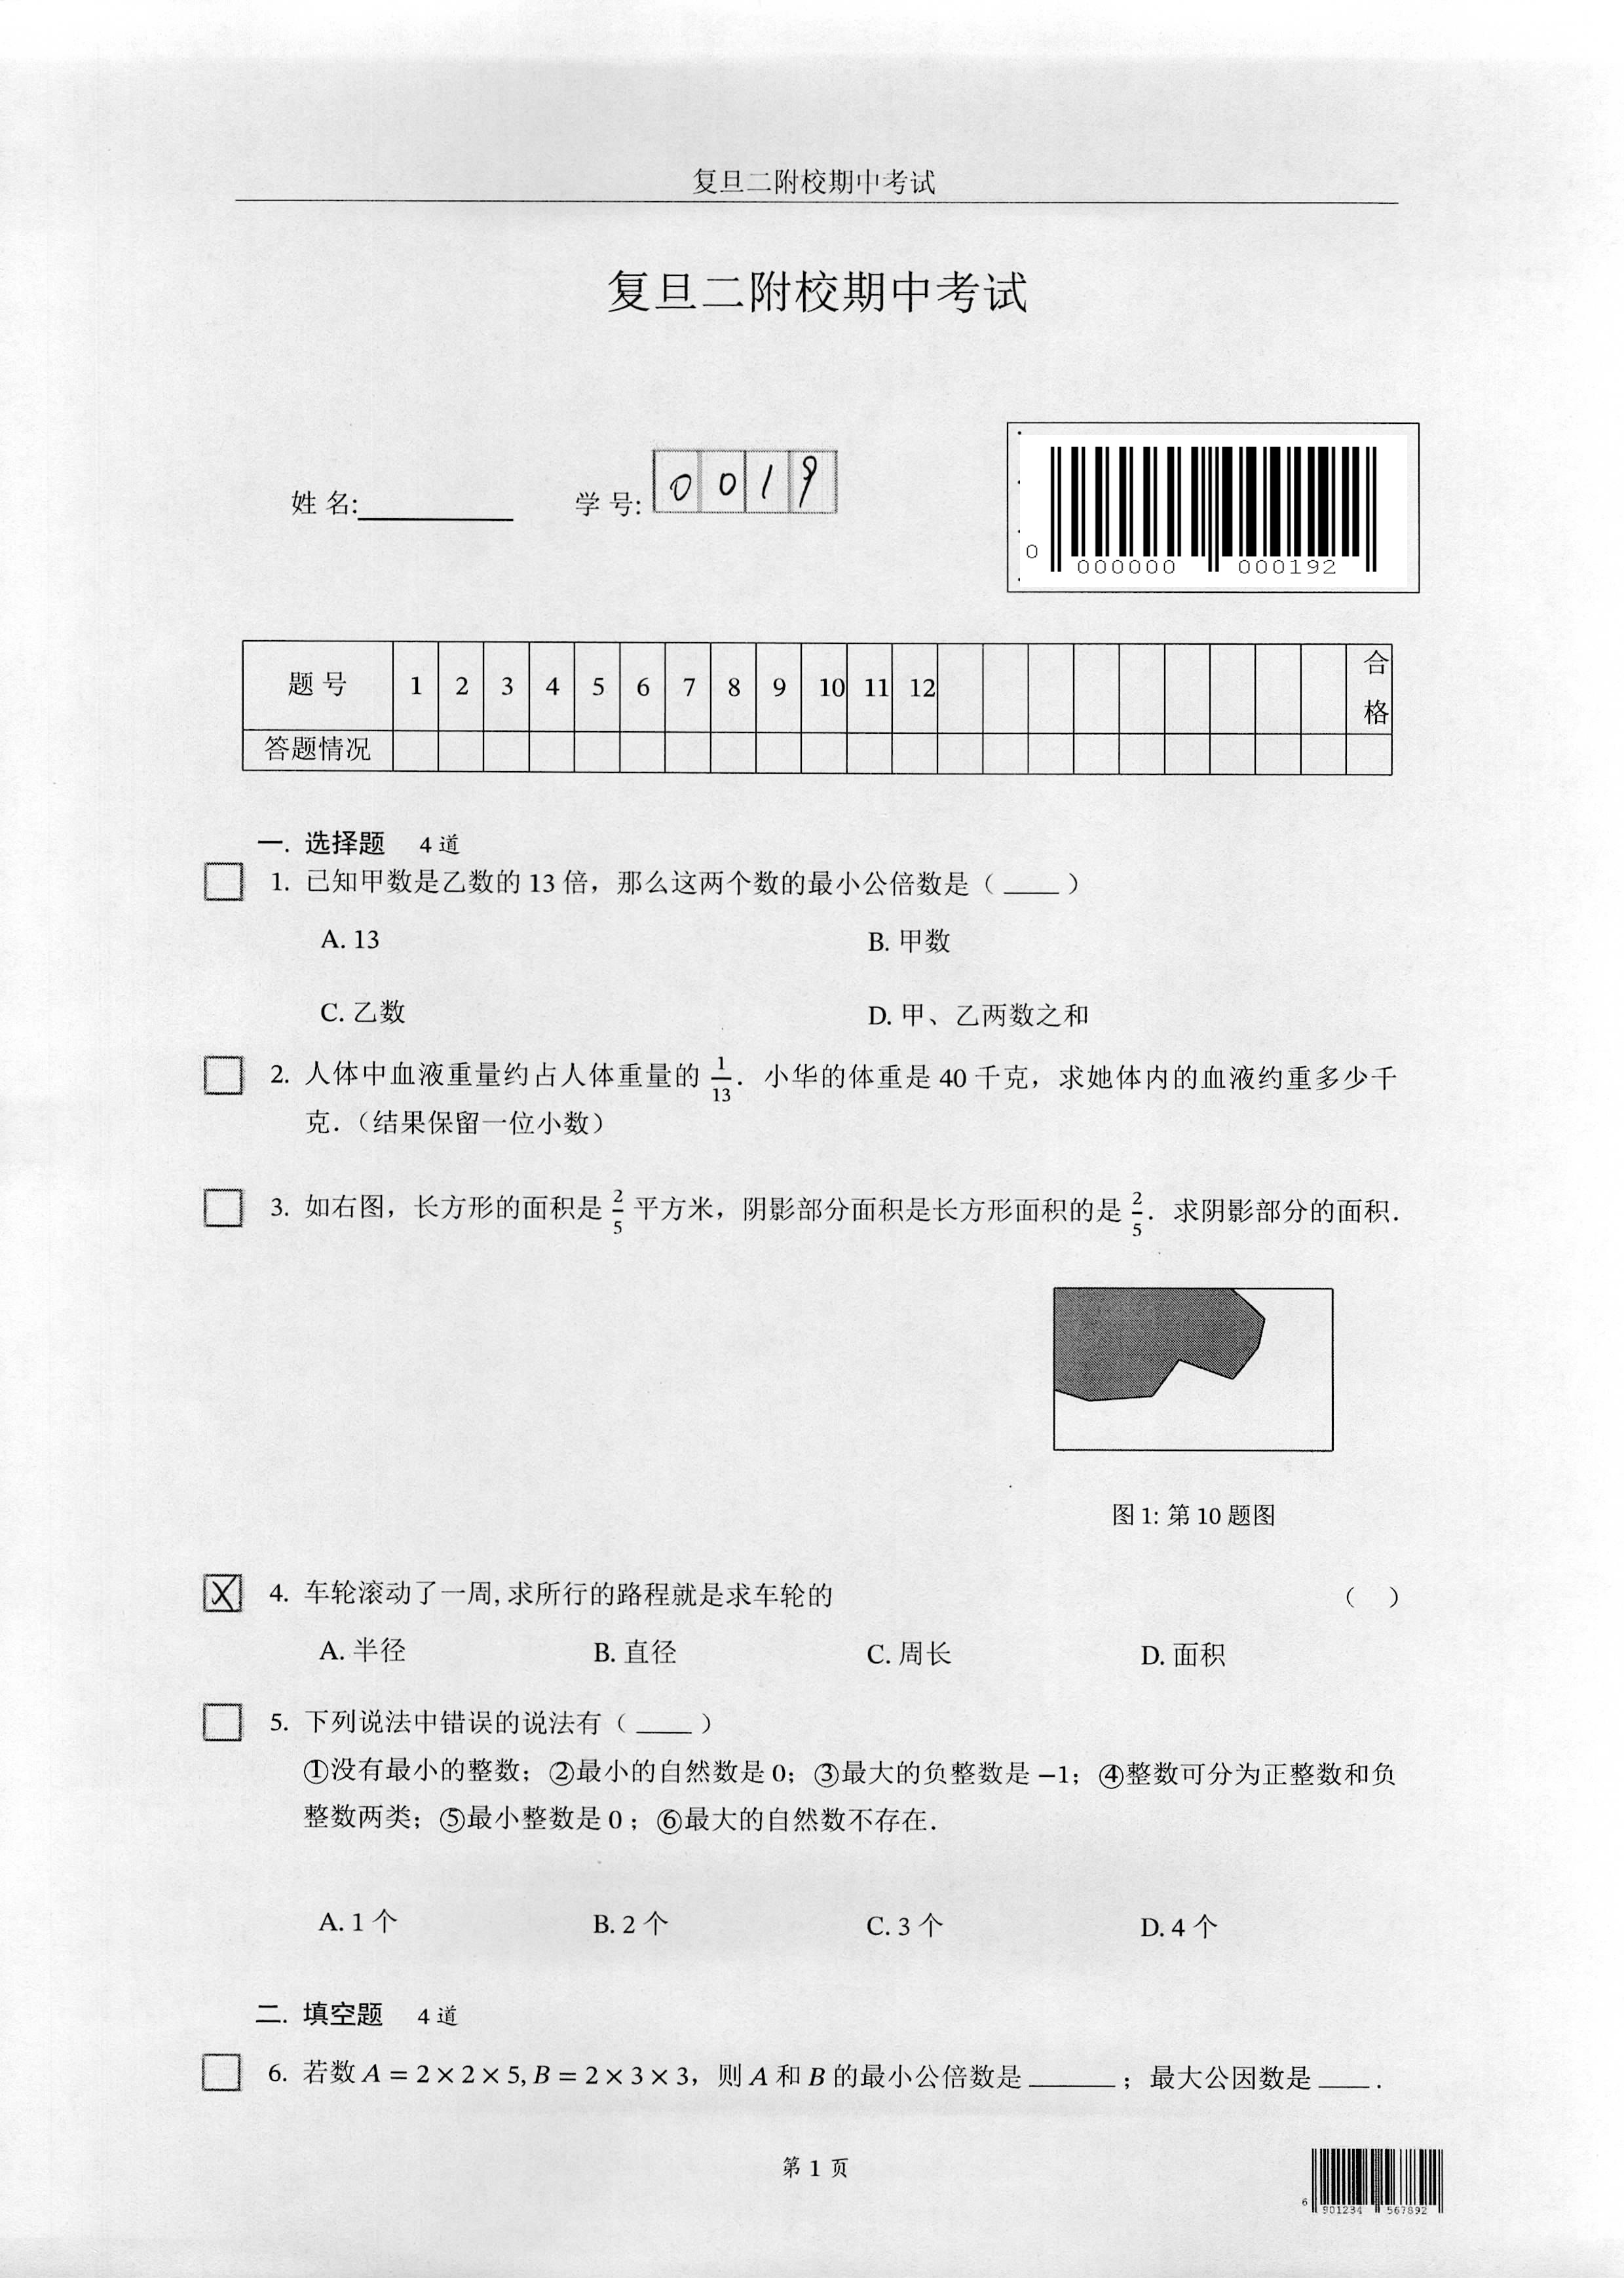 复旦二附校期中考试
复旦二附校期中考试
姓 名: 学 号: 0 0 1 9
0 000000 000192
题 号 1 2 3 4 5 6 7 8 9 10 11 12 合格
答题情况
一. 选择题 4 道
1. 已知甲数是乙数的 13 倍，那么这两个数的最小公倍数是（ ____ ）
A. 13 B. 甲数
C. 乙数 D. 甲、乙两数之和
2. 人体中血液重量约占人体重量的 1/13. 小华的体重是 40 千克，求她体内的血液约重多少千
克.（结果保留一位小数）
3. 如右图，长方形的面积是 2/5 平方米，阴影部分面积是长方形面积的是 2/5. 求阴影部分的面积.
图 1: 第 10 题图
X 4. 车轮滚动了一周, 求所行的路程就是求车轮的 （ ）
A. 半径 B. 直径 C. 周长 D. 面积
5. 下列说法中错误的说法有（ ____ ）
①没有最小的整数；②最小的自然数是 0；③最大的负整数是 −1；④整数可分为正整数和负
整数两类；⑤最小整数是 0；⑥最大的自然数不存在.
A. 1 个 B. 2 个 C. 3 个 D. 4 个
二. 填空题 4 道
6. 若数 A = 2 × 2 × 5, B = 2 × 3 × 3，则 A 和 B 的最小公倍数是 ______ ；最大公因数是 ____ .
第 1 页
6 901234 567892